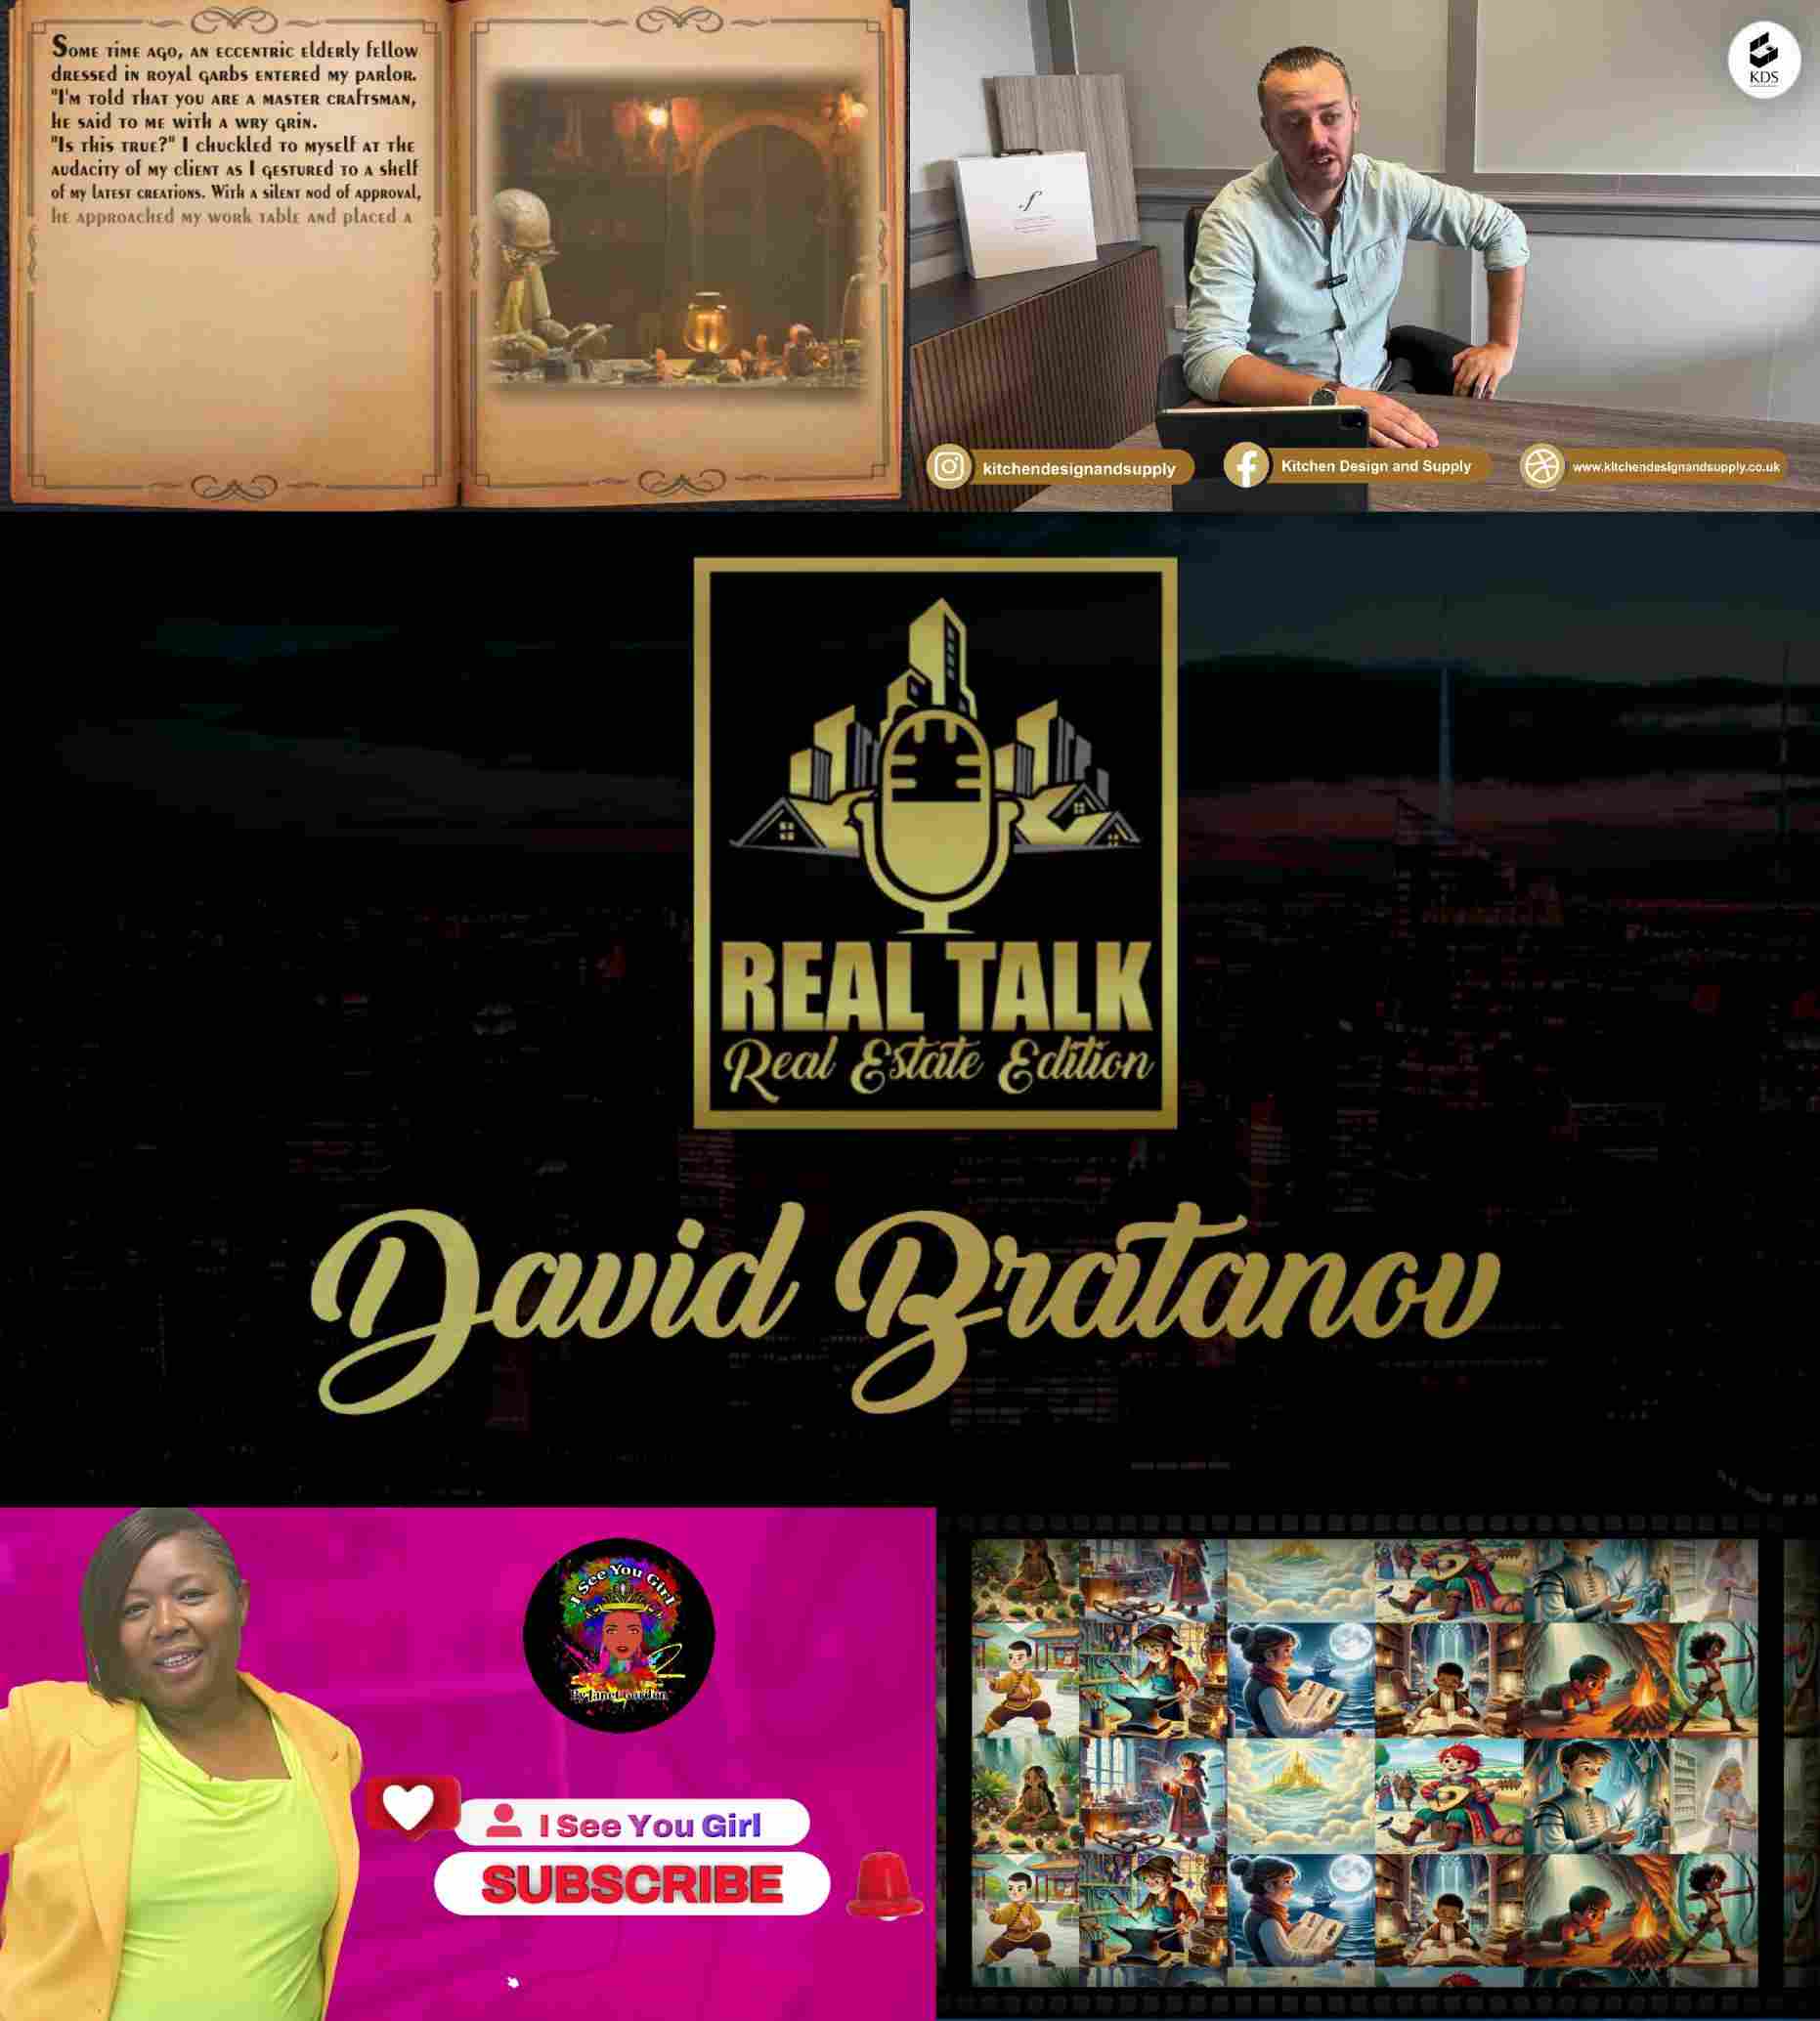 Some time ago, an eccentric elderly fellow
dressed in royal garbs entered my parlor.
"I'm told that you are a master craftsman,
he said to me with a wry grin.
"Is this true?" I chuckled to myself at the
audacity of my client as I gestured to a shelf
of my latest creations. With a silent nod of approval,
he approached my work table and placed a
KDS
kitchendesignandsupply
Kitchen Design and Supply
www.kitchendesignandsupply.co.uk
REAL TALK
Real Estate Edition
David Bratanov
I See You Girl
By Janet Gordon
I See You Girl
SUBSCRIBE